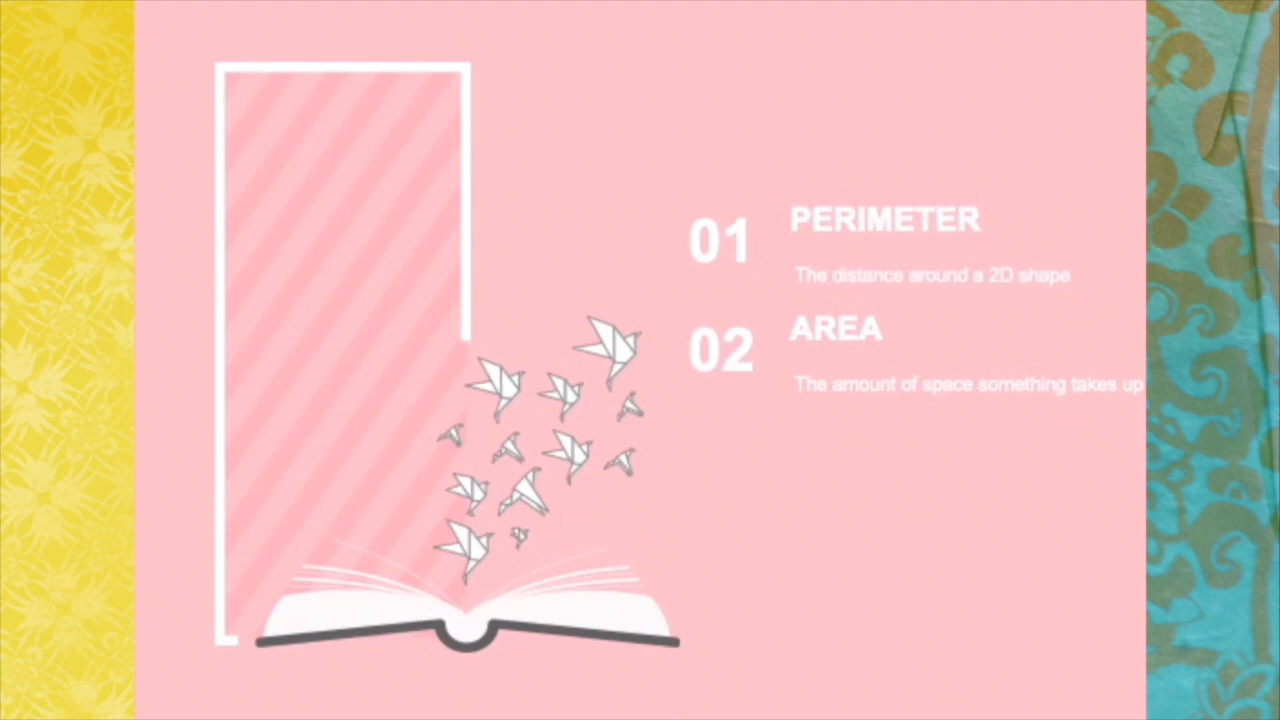 01
PERIMETER
The distance around a 2D shape
02
AREA
The amount of space something takes up